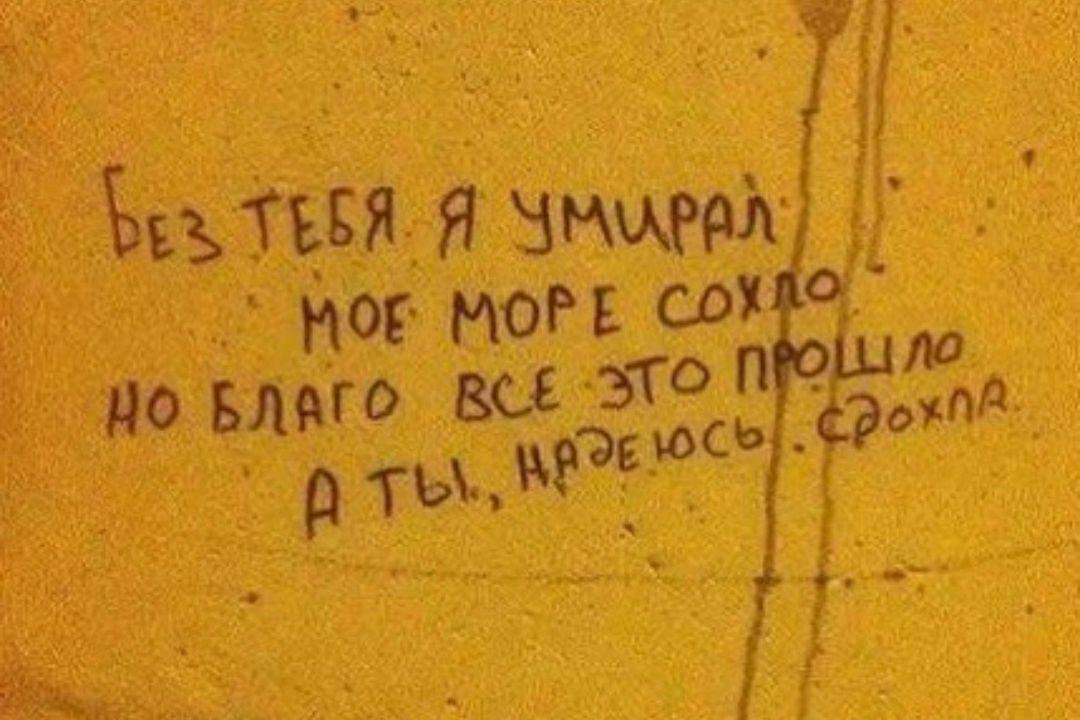 Без тебя я умирал
мое море сохло
но благо все это прошло
а ты, надеюсь, сдохла